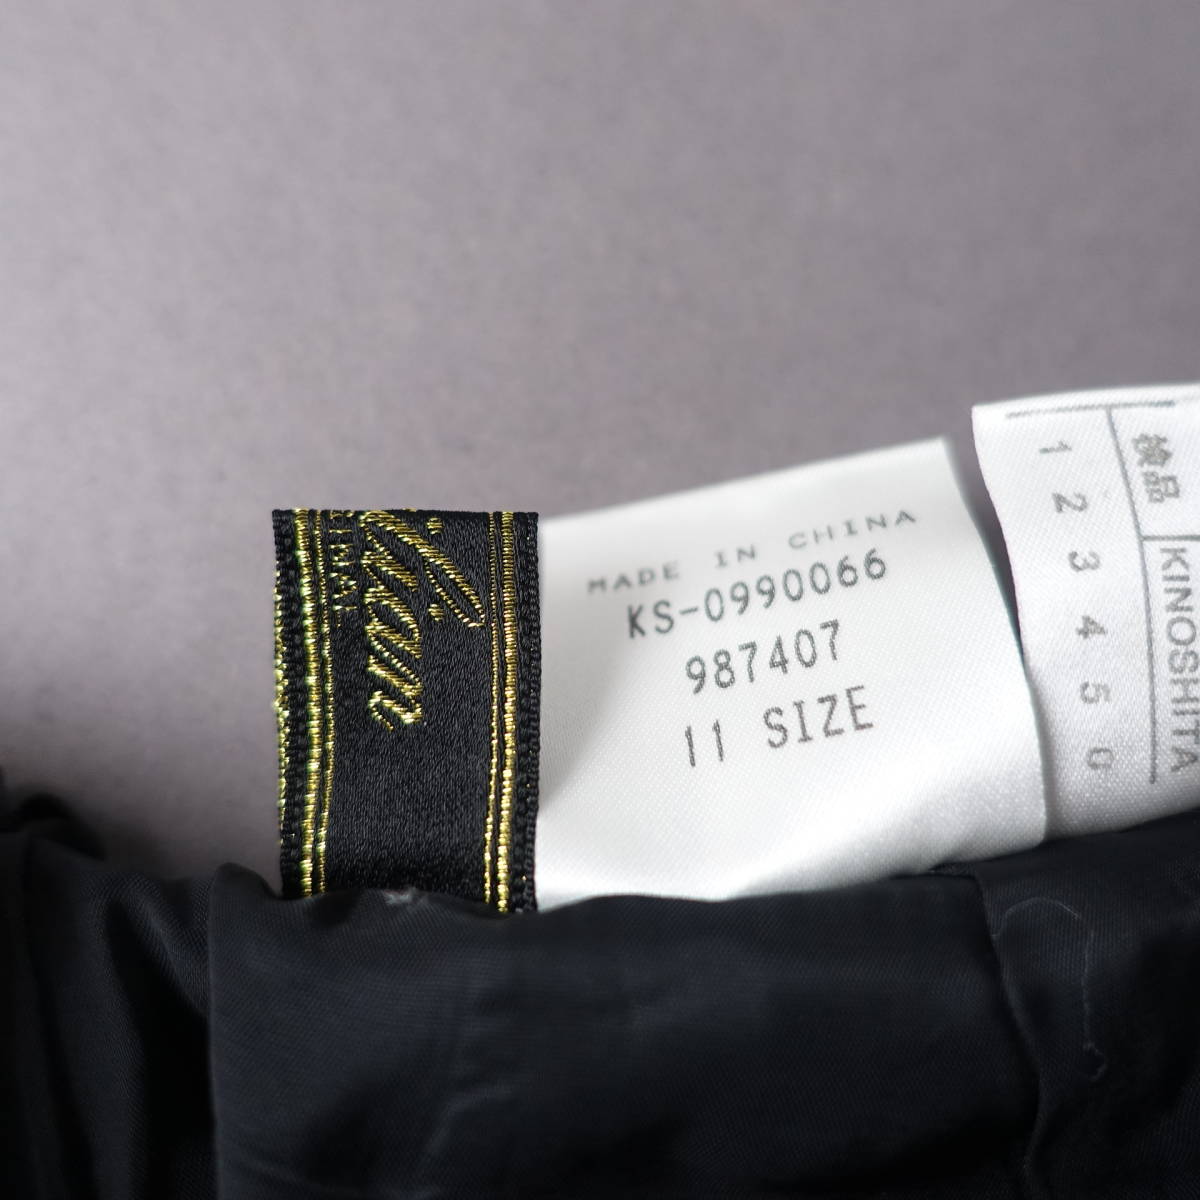 MADE IN CHINA
KS-0990066
987407
11 SIZE
検品 KINOSHITA
1 2 3 4 5 0